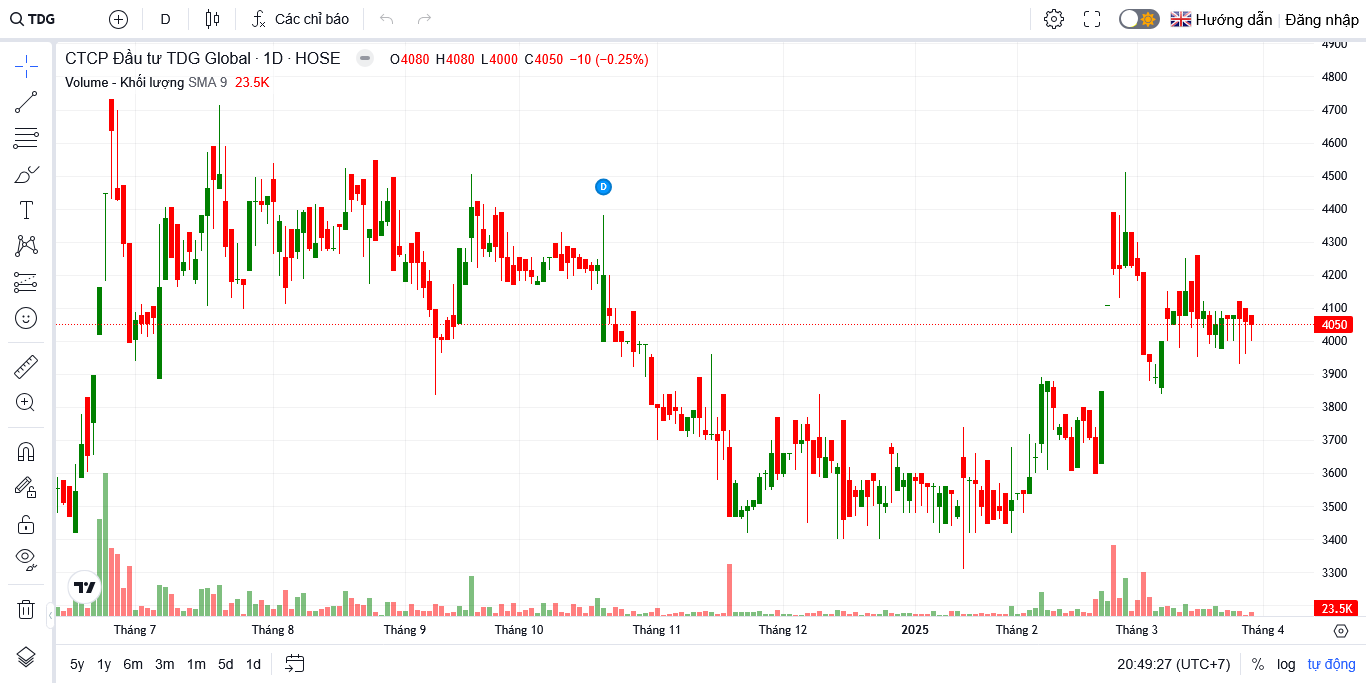 TDG D Các chỉ báo Hướng dẫn Đăng nhập
CTCP Đầu tư TDG Global · 1D · HOSE O4080 H4080 L4000 C4050 −10 (−0.25%)
Volume - Khối lượng SMA 9 23.5K
4900
4800
4700
4600
4500
D
4400
4300
4200
4100
4050
4000
3900
3800
3700
3600
3500
3400
3300
23.5K
Tháng 7 Tháng 8 Tháng 9 Tháng 10 Tháng 11 Tháng 12 2025 Tháng 2 Tháng 3 Tháng 4
5y 1y 6m 3m 1m 5d 1d 20:49:27 (UTC+7) % log tự động